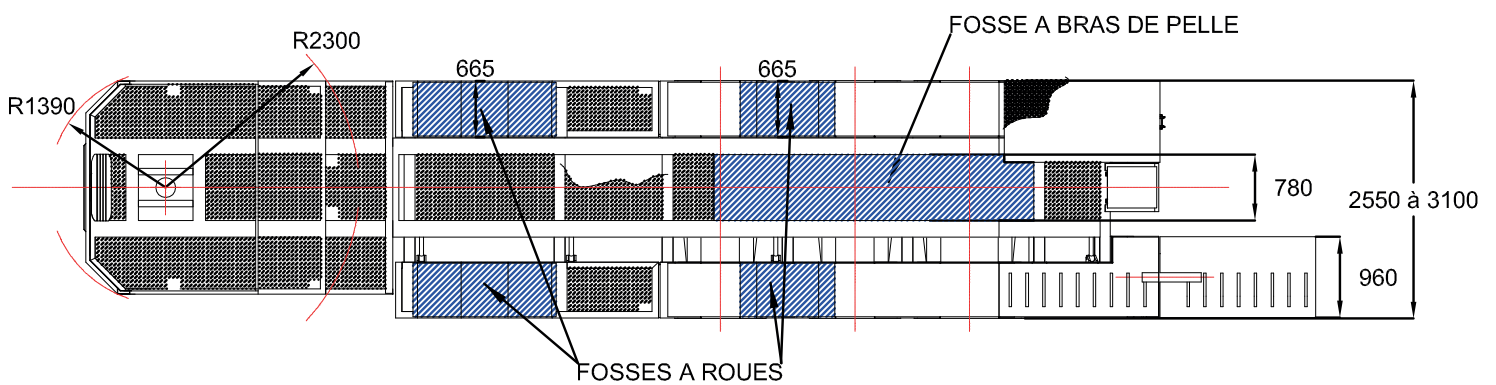 FOSSE A BRAS DE PELLE
R2300
665
665
R1390
780
2550 à 3100
960
FOSSES A ROUES